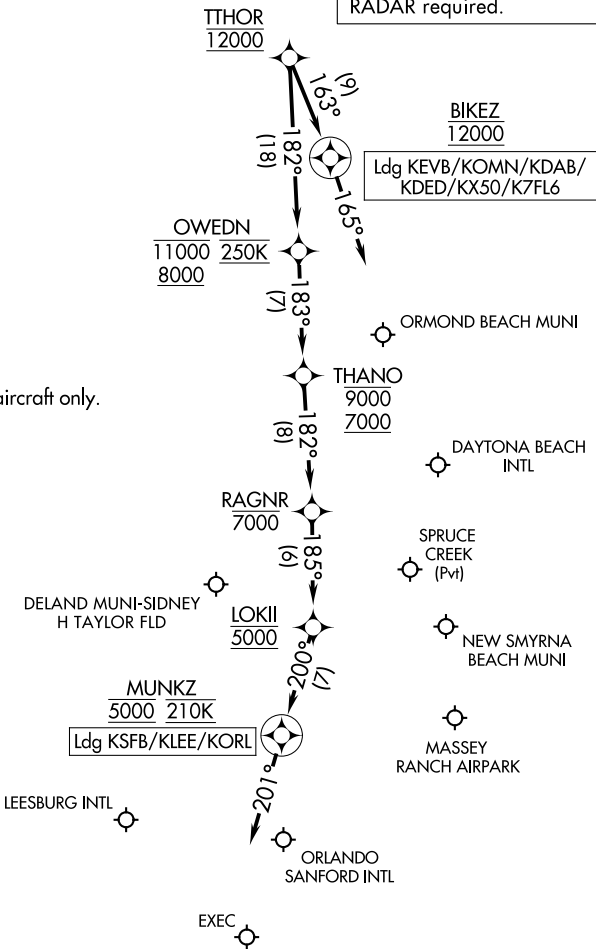 RADAR required.
TTHOR
12000
(9)
163°
182°
(18)
BIKEZ
12000
Ldg KEVB/KOMN/KDAB/
KDED/KX50/K7FL6
165°
OWEDN
11000 250K
8000
183°
(7)
ORMOND BEACH MUNI
THANO
9000
7000
aircraft only.
182°
(8)
DAYTONA BEACH
INTL
RAGNR
7000
SPRUCE
CREEK
(Pvt)
185°
(6)
DELAND MUNI-SIDNEY
H TAYLOR FLD
LOKII
5000
NEW SMYRNA
BEACH MUNI
200°
(7)
MUNKZ
5000 210K
Ldg KSFB/KLEE/KORL
MASSEY
RANCH AIRPARK
201°
LEESBURG INTL
ORLANDO
SANFORD INTL
EXEC